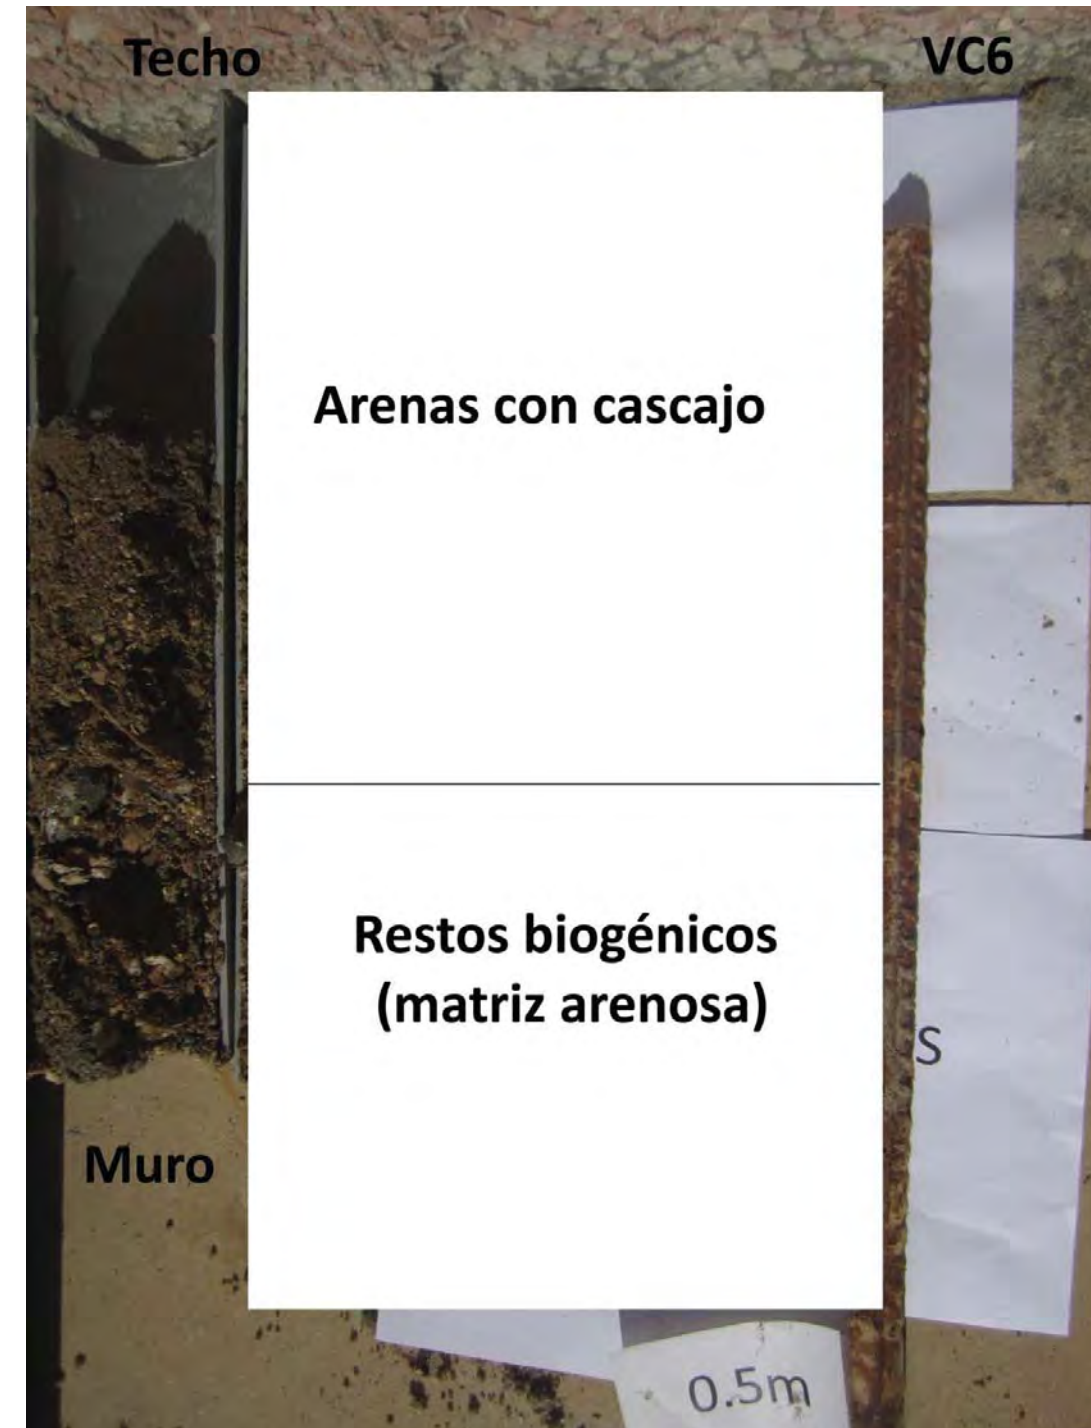 Techo
VC6
Arenas con cascajo
Restos biogénicos
(matriz arenosa)
S
Muro
0.5m